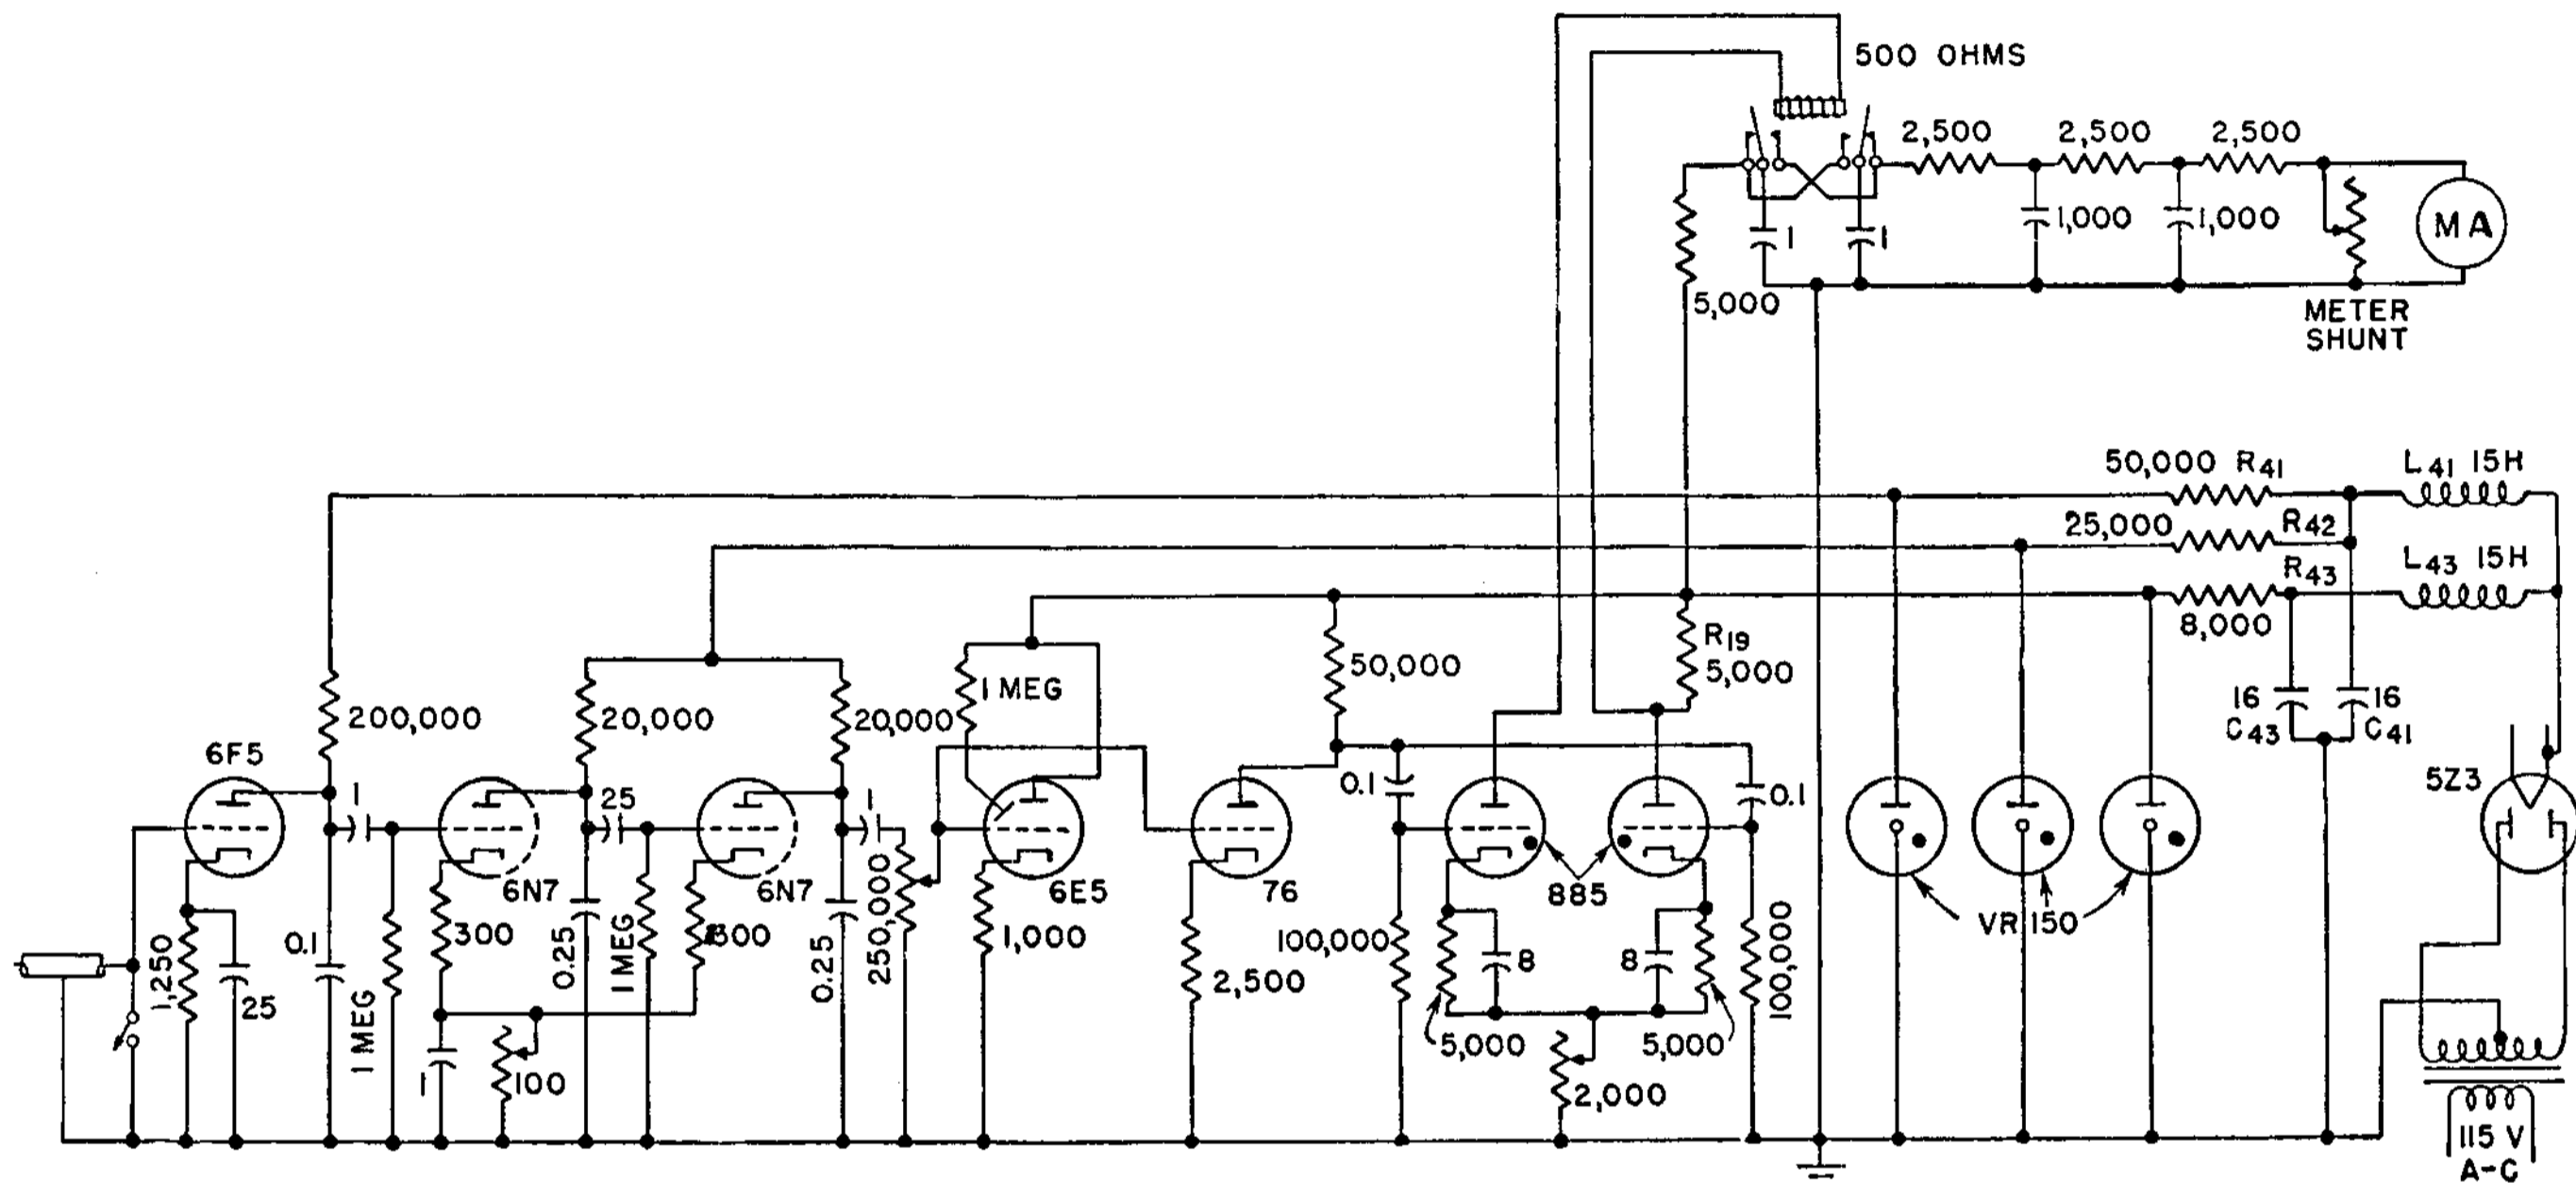 500 OHMS
2,500 2,500 2,500
1 1 1,000 1,000 MA
5,000
METER
SHUNT
50,000 R41 L41 15H
25,000 R42
R43 L43 15H
8,000
R19
5,000
50,000
1 MEG
200,000 20,000 20,000
16 16
C43 C41
6F5
5Z3
1 25 1 0.1 0.1
6N7 6N7 6E5 76 885
VR 150
300 1,000
0.1 0.25 1 MEG 0.25 250,000
1,250 25
100,000 8 8 100,000
2,500
1 MEG
5,000 5,000
1 100 2,000
115 V
A-C